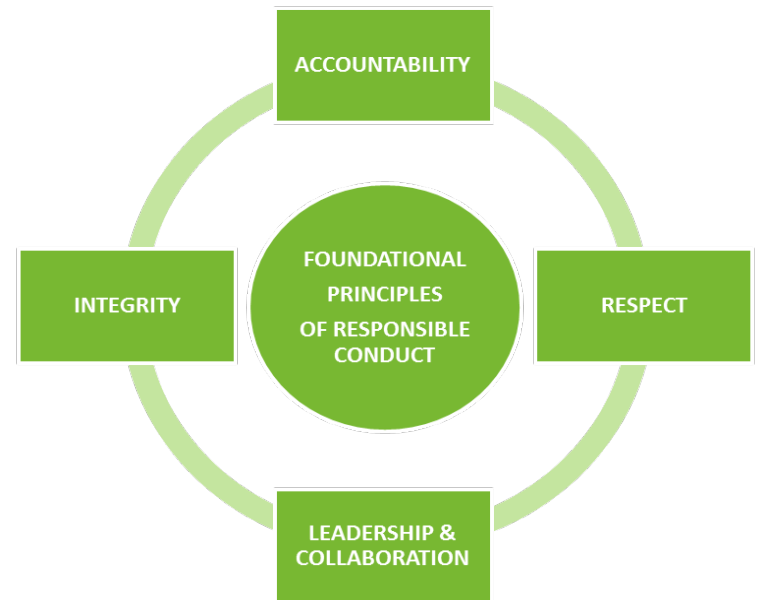 ACCOUNTABILITY
INTEGRITY
FOUNDATIONAL
PRINCIPLES
OF RESPONSIBLE
CONDUCT
RESPECT
LEADERSHIP &
COLLABORATION